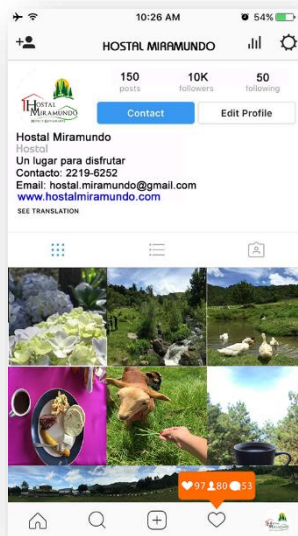 10:26 AM
54%
HOSTAL MIRAMUNDO
150
10K
50
posts
followers
following
HOSTAL
MIRAMUNDO
Contact
Edit Profile
Hostal Miramundo
Hostal
Un lugar para disfrutar
Contacto: 2219-6252
Email: hostal.miramundo@gmail.com
www.hostalmiramundo.com
SEE TRANSLATION
97 80 53